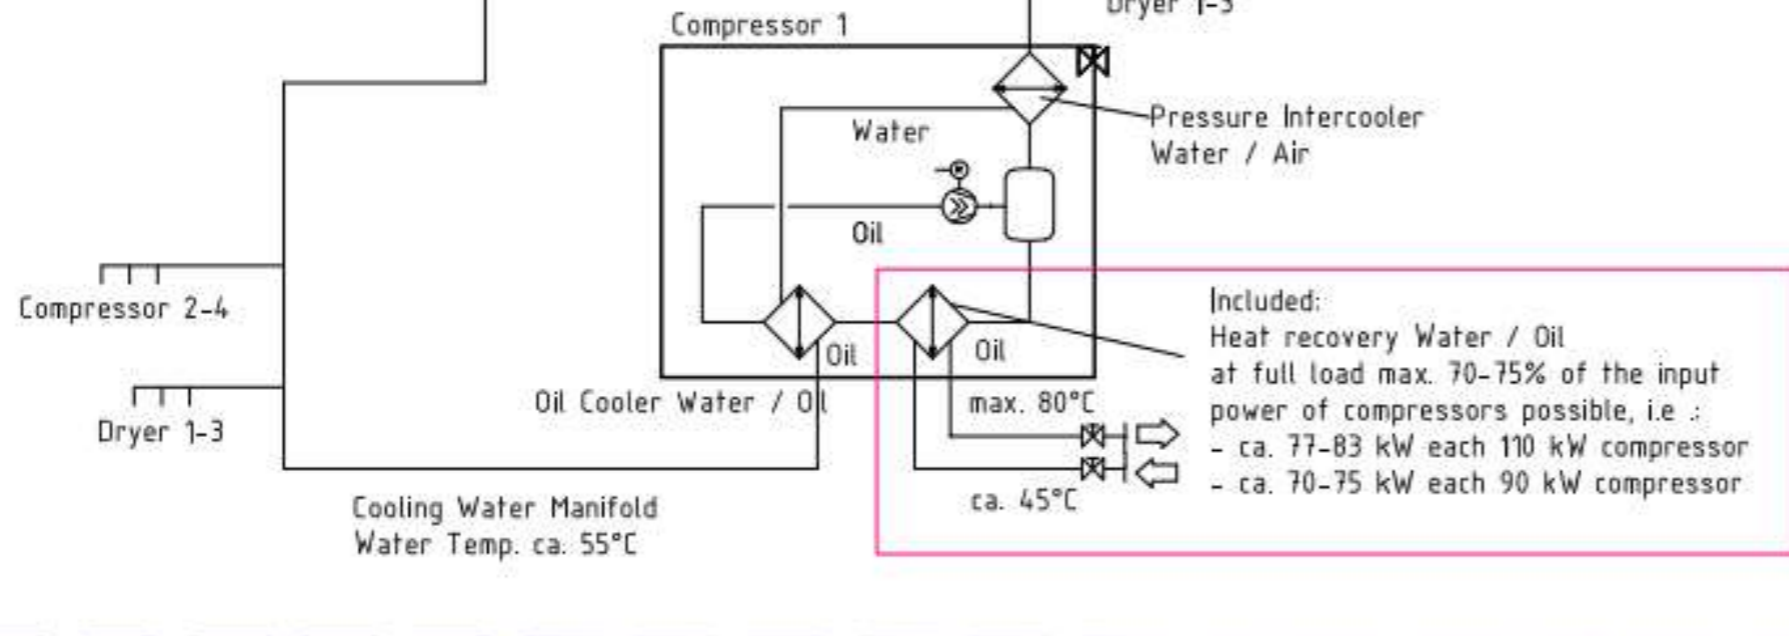 Compressor 1
Dryer 1-3
Pressure Intercooler
Water / Air
Water
Oil
Compressor 2-4
Oil
Oil
Included:
Heat recovery Water / Oil
at full load max. 70-75% of the input
power of compressors possible, i.e .:
- ca. 77-83 kW each 110 kW compressor
- ca. 70-75 kW each 90 kW compressor
Oil Cooler Water / Oil
max. 80°C
Dryer 1-3
ca. 45°C
Cooling Water Manifold
Water Temp. ca. 55°C